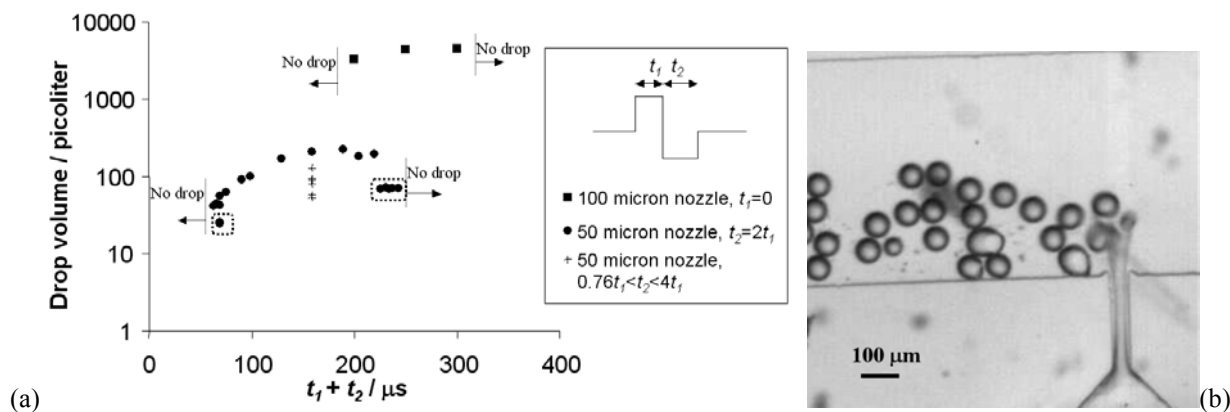 10000
1000
100
10
1
Drop volume / picoliter
No drop
No drop
No drop
No drop
0
100
200
300
400
t1 + t2 / μs
t1 t2
100 micron nozzle, t1=0
50 micron nozzle, t2=2t1
50 micron nozzle,
0.76t1<t2<4t1
100 μm
(a)
(b)